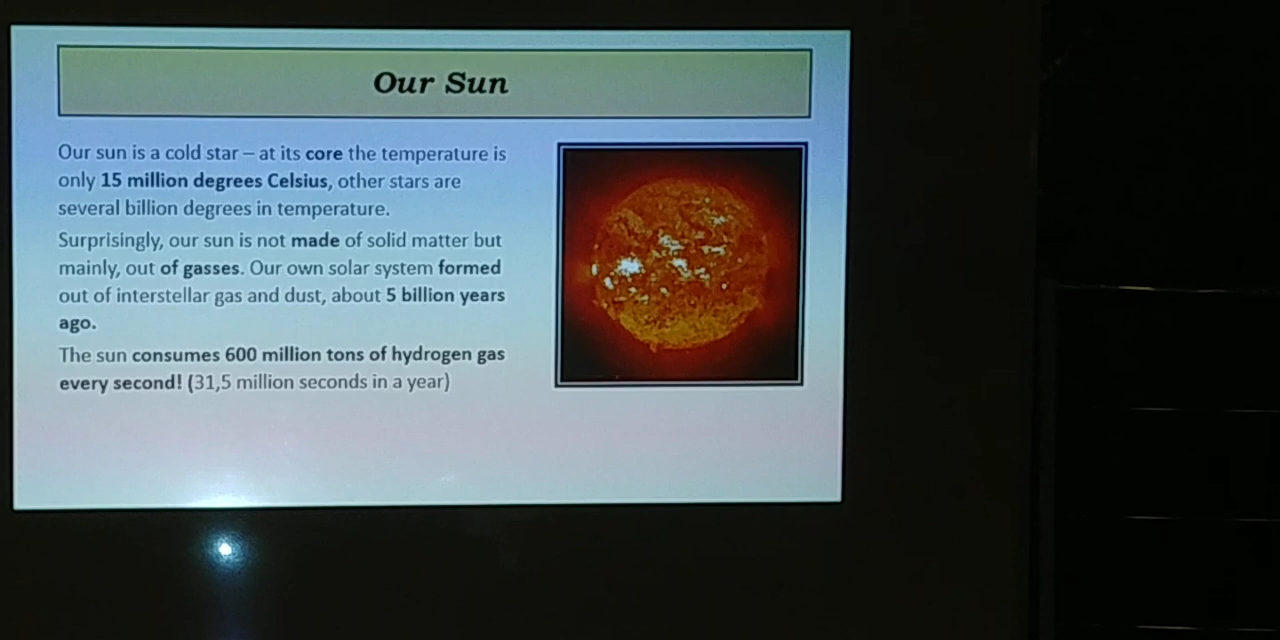 Our Sun
Our sun is a cold star – at its core the temperature is
only 15 million degrees Celsius, other stars are
several billion degrees in temperature.
Surprisingly, our sun is not made of solid matter but
mainly, out of gasses. Our own solar system formed
out of interstellar gas and dust, about 5 billion years
ago.
The sun consumes 600 million tons of hydrogen gas
every second! (31,5 million seconds in a year)